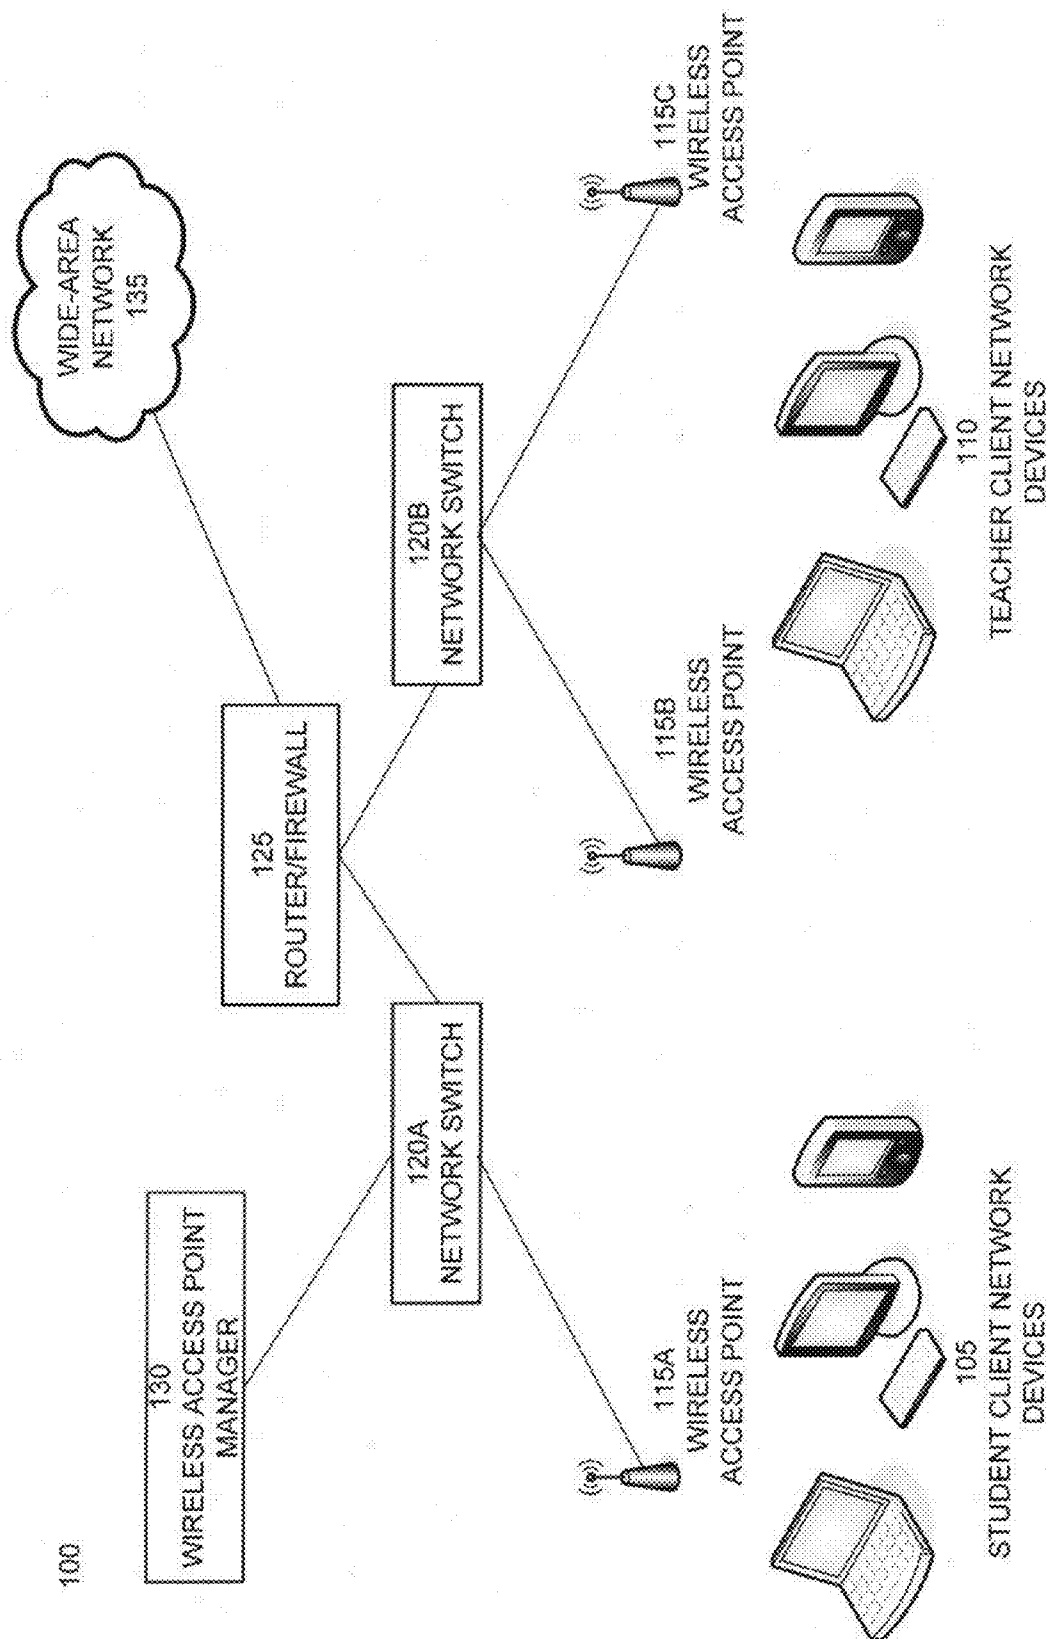 100
130
WIRELESS ACCESS POINT
MANAGER
WIDE-AREA
NETWORK
135
125
ROUTER/FIREWALL
120A
NETWORK SWITCH
120B
NETWORK SWITCH
115A
WIRELESS
ACCESS POINT
115B
WIRELESS
ACCESS POINT
115C
WIRELESS
ACCESS POINT
105
STUDENT CLIENT NETWORK
DEVICES
110
TEACHER CLIENT NETWORK
DEVICES